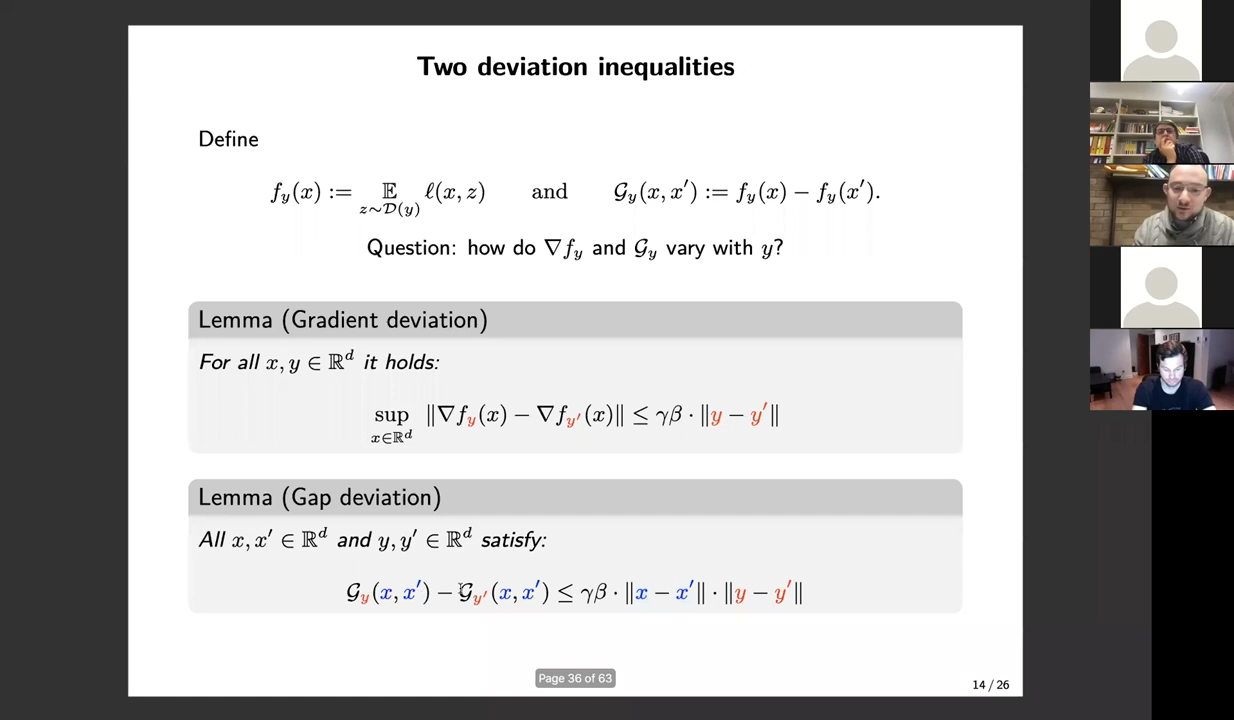 Two deviation inequalities
Define
f_y(x) := 𝔼_{z∼𝒟(y)} ℓ(x, z) and 𝒢_y(x, x′) := f_y(x) − f_y(x′).
Question: how do ∇f_y and 𝒢_y vary with y?
Lemma (Gradient deviation)
For all x, y ∈ ℝ^d it holds:
sup_{x∈ℝ^d} ‖∇f_y(x) − ∇f_{y′}(x)‖ ≤ γβ · ‖y − y′‖
Lemma (Gap deviation)
All x, x′ ∈ ℝ^d and y, y′ ∈ ℝ^d satisfy:
𝒢_y(x, x′) − 𝒢_{y′}(x, x′) ≤ γβ · ‖x − x′‖ · ‖y − y′‖
Page 36 of 63
14 / 26